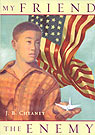 MY FRIEND
J. B. CHEANEY
THE ENEMY